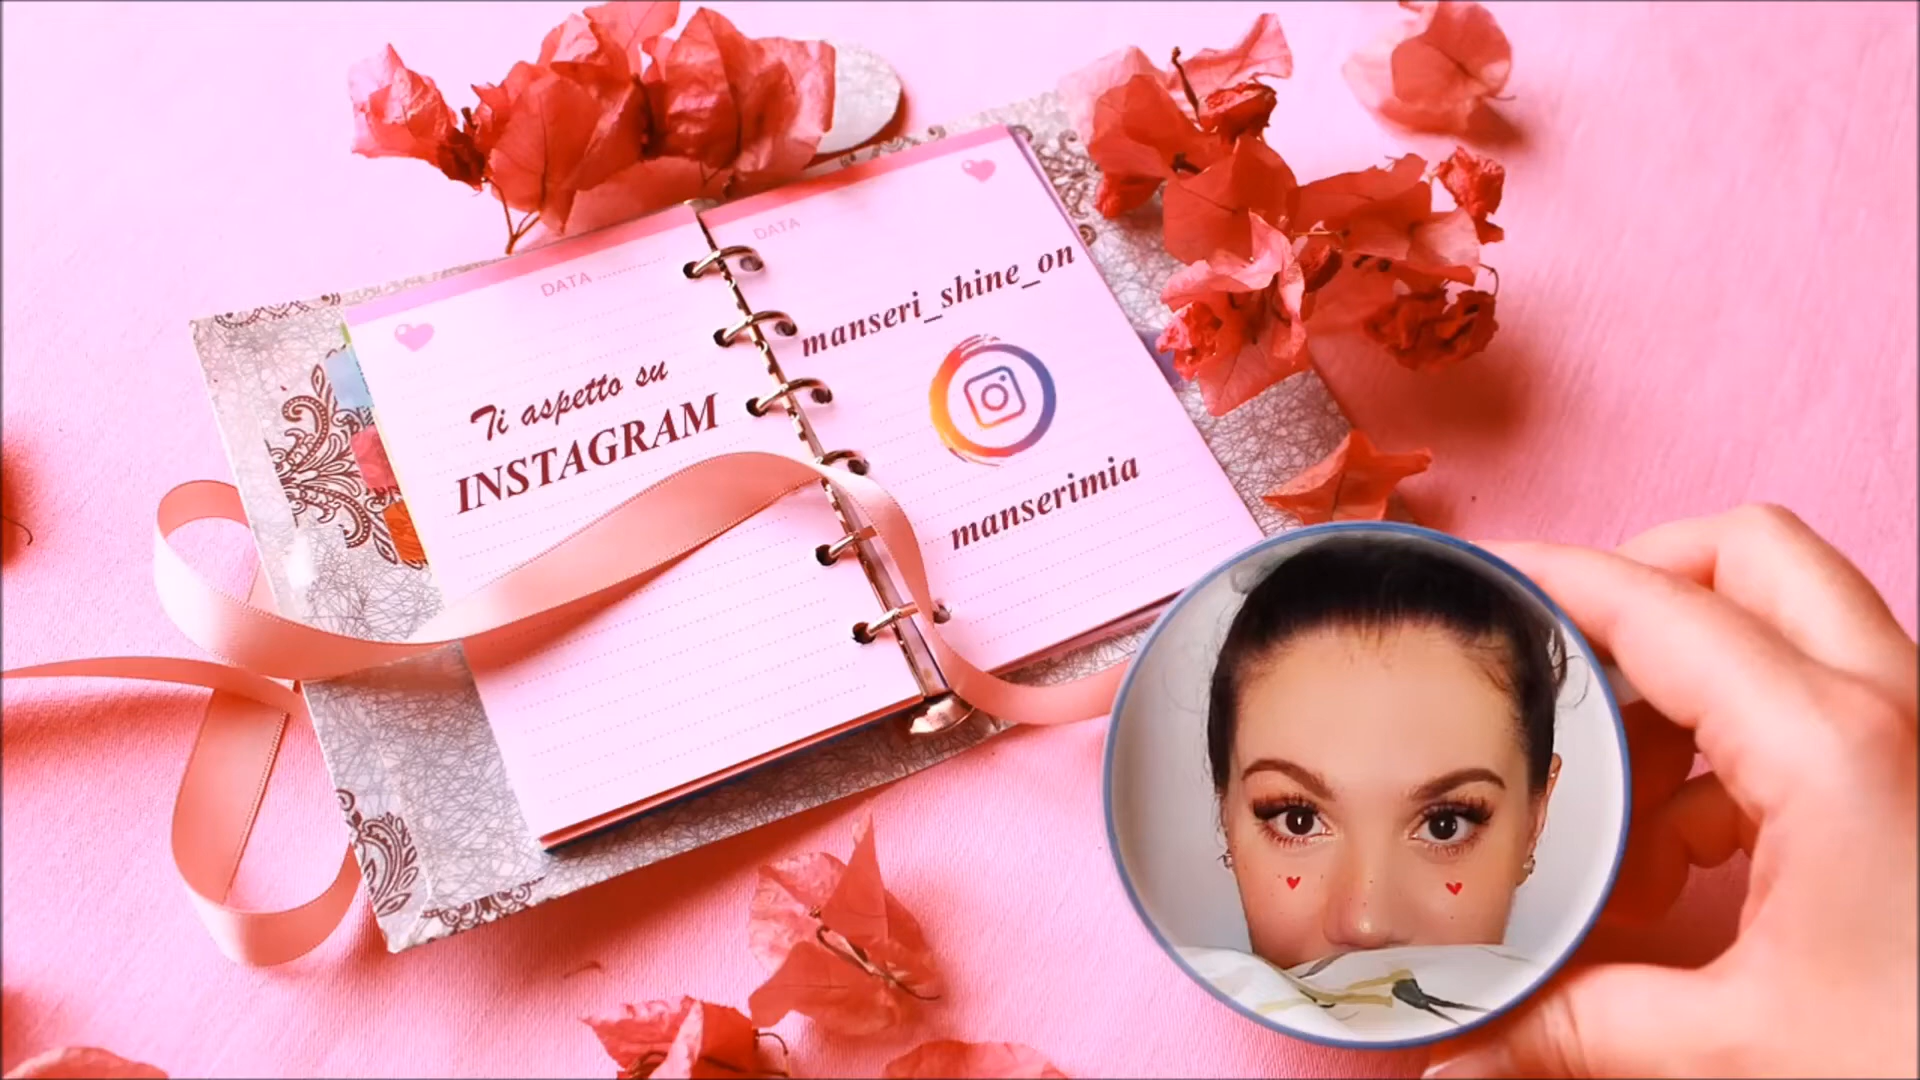 DATA
Ti aspetto su
INSTAGRAM
DATA
manseri_shine_on
manserimia